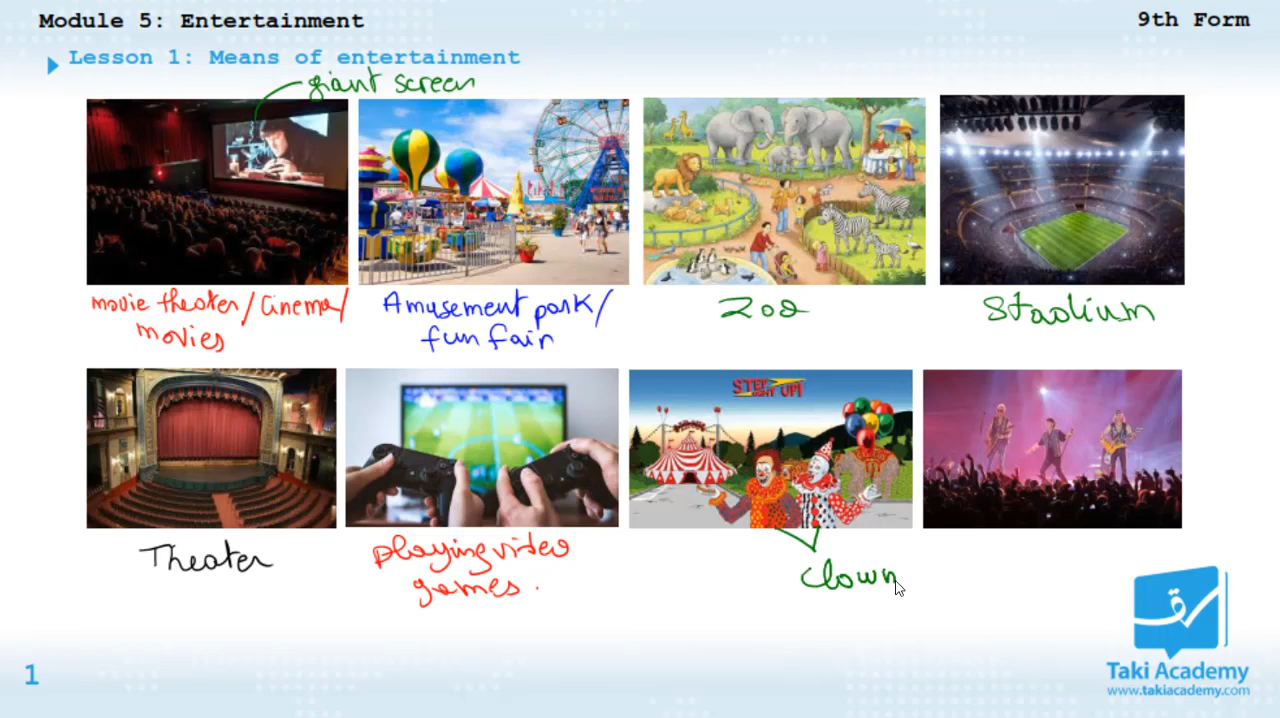 Module 5: Entertainment
9th Form
Lesson 1: Means of entertainment
giant screen
movie theater/Cinema/
movies
Amusement park/
fun fair
Zoo
Stadium
STEP
RIGHT UP!
Theater
playing video
games.
Clown
Taki Academy
www.takiacademy.com
1